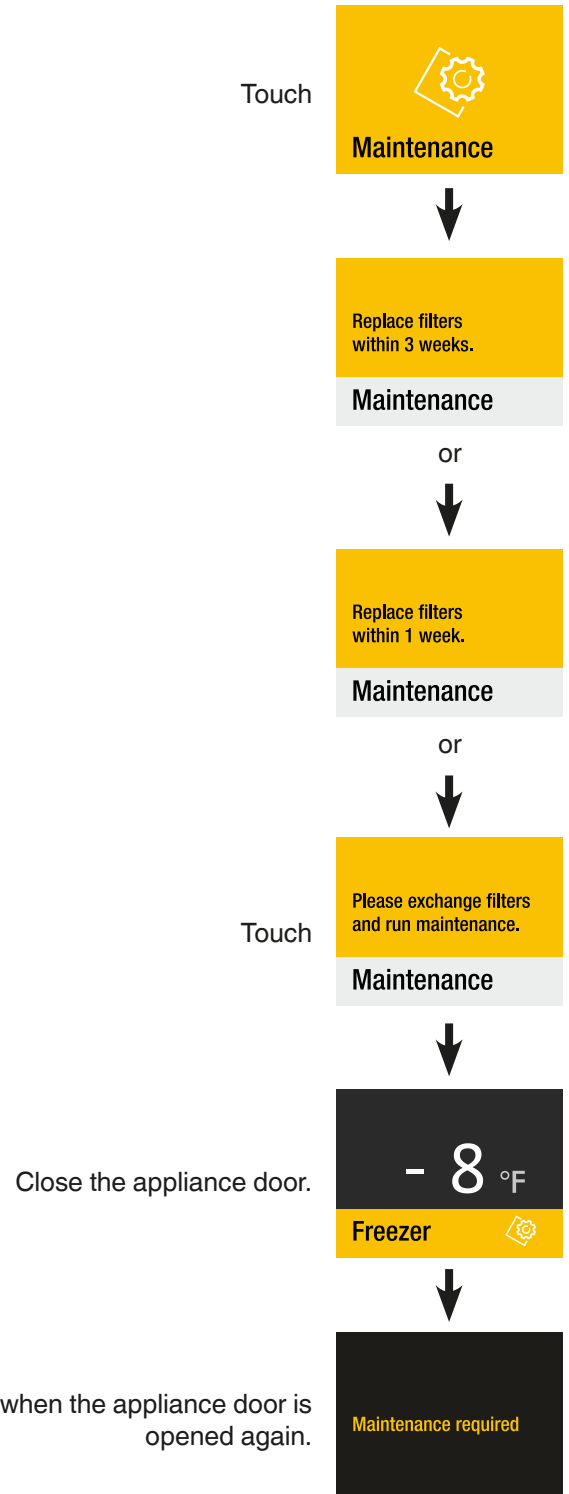 Touch
Maintenance
Replace filters
within 3 weeks.
Maintenance
or
Replace filters
within 1 week.
Maintenance
or
Touch
Please exchange filters
and run maintenance.
Maintenance
Close the appliance door.
- 8 °F
Freezer
when the appliance door is
opened again.
Maintenance required